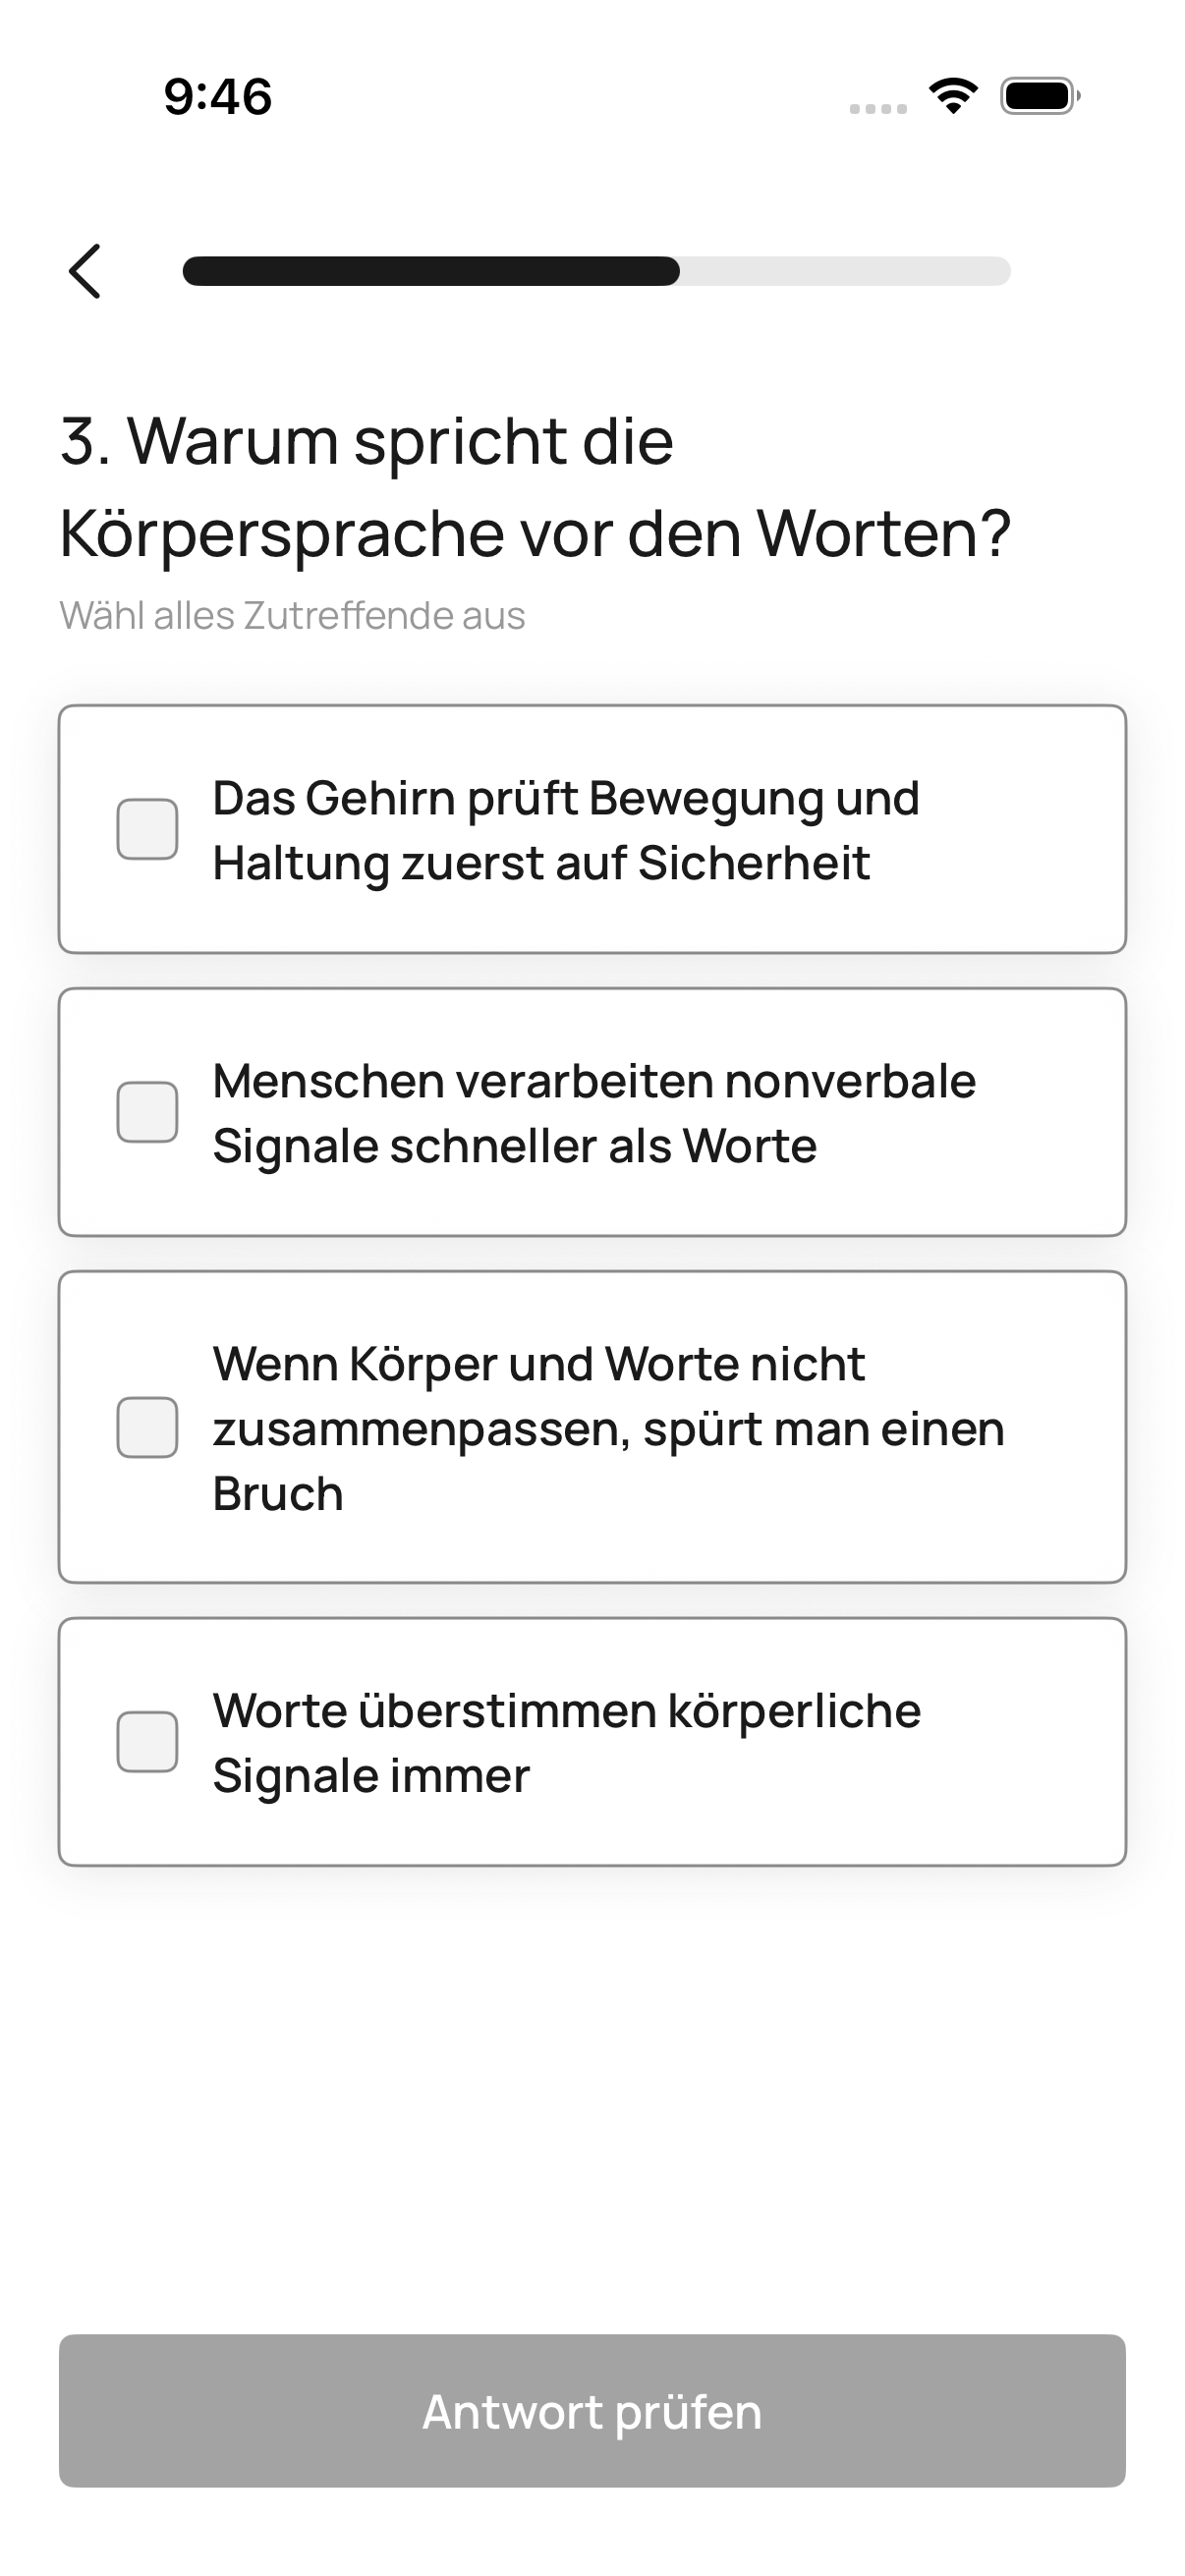 9:46
3. Warum spricht die
Körpersprache vor den Worten?
Wähl alles Zutreffende aus
Das Gehirn prüft Bewegung und
Haltung zuerst auf Sicherheit
Menschen verarbeiten nonverbale
Signale schneller als Worte
Wenn Körper und Worte nicht
zusammenpassen, spürt man einen
Bruch
Worte überstimmen körperliche
Signale immer
Antwort prüfen